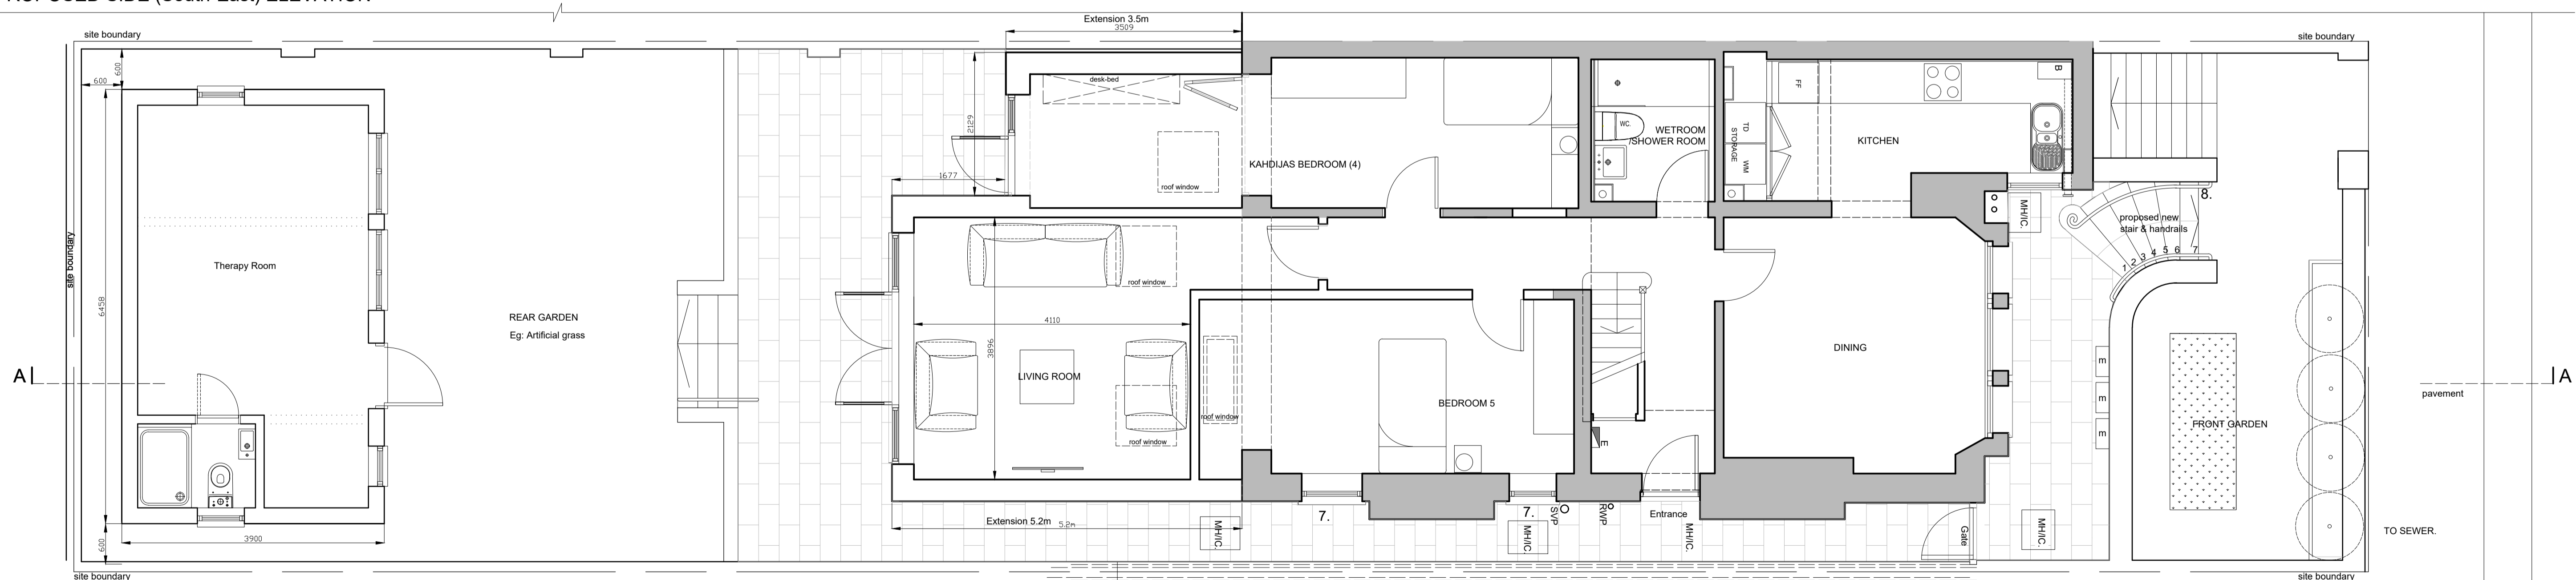 site boundary
Extension 3.5m
3509
site boundary
600
600
desk-bed
2129
KAHDIJAS BEDROOM (4)
roof window
1677
WC.
WETROOM
/SHOWER ROOM
FF
TD
STORAGE
WM
KITCHEN
B
MH/IC.
8.
proposed new
stair & handrails
1 2 3 4 5 6 7
site boundary
Therapy Room
6458
REAR GARDEN
Eg: Artificial grass
roof window
4110
3896
LIVING ROOM
roof window
roof window
BEDROOM 5
DINING
E
A
A
pavement
m
m
m
FRONT GARDEN
3900
600
Extension 5.2m
5.2m
MH/IC.
7.
7.
MH/IC.
SVP
RWP
Entrance
MH/IC.
Gate
MH/IC.
TO SEWER.
site boundary
site boundary